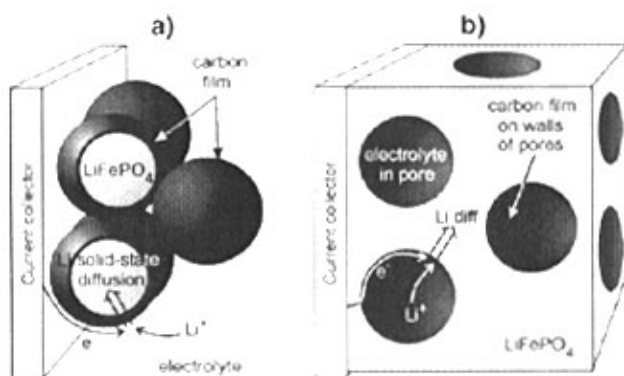 a)
b)
carbon
film
LiFePO4
Li solid-state
diffusion
Current collector
e
Li+
electrolyte
Current collector
electrolyte
in pore
carbon film
on walls
of pores
Li diff
e
Li+
LiFePO4